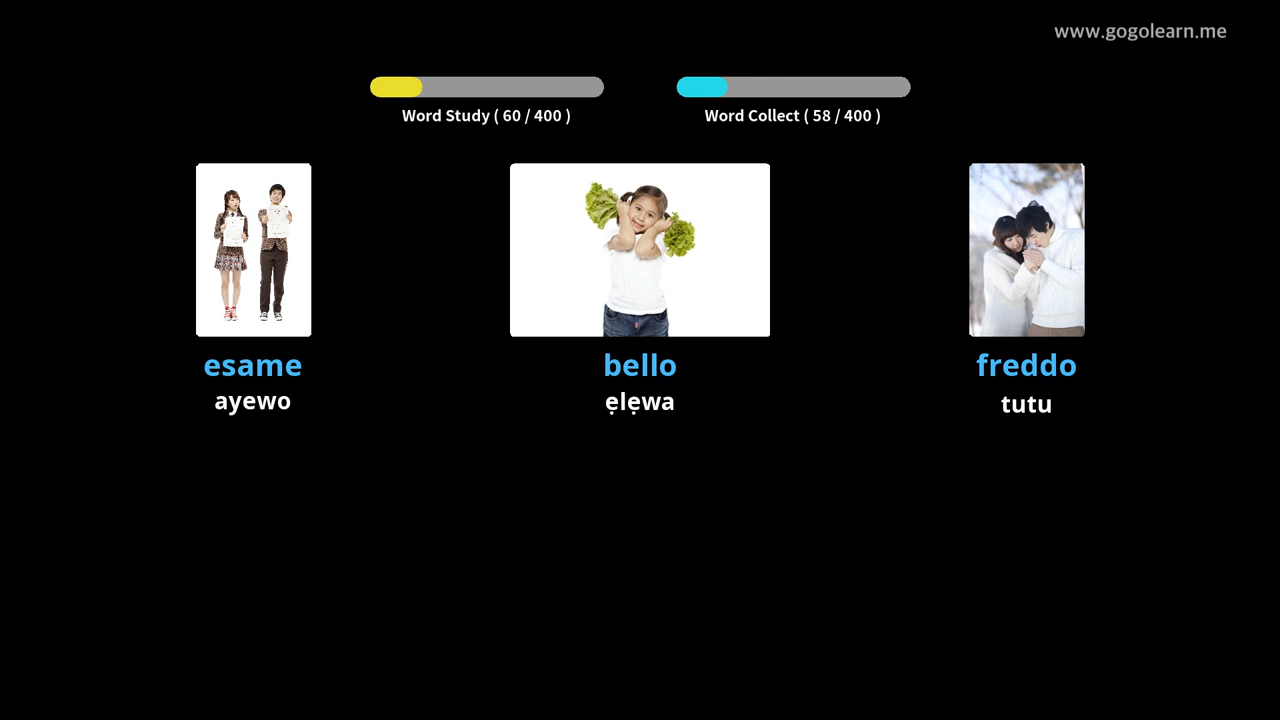 www.gogolearn.me
Word Study ( 60 / 400 )
Word Collect ( 58 / 400 )
esame
ayewo
bello
ẹlẹwa
freddo
tutu